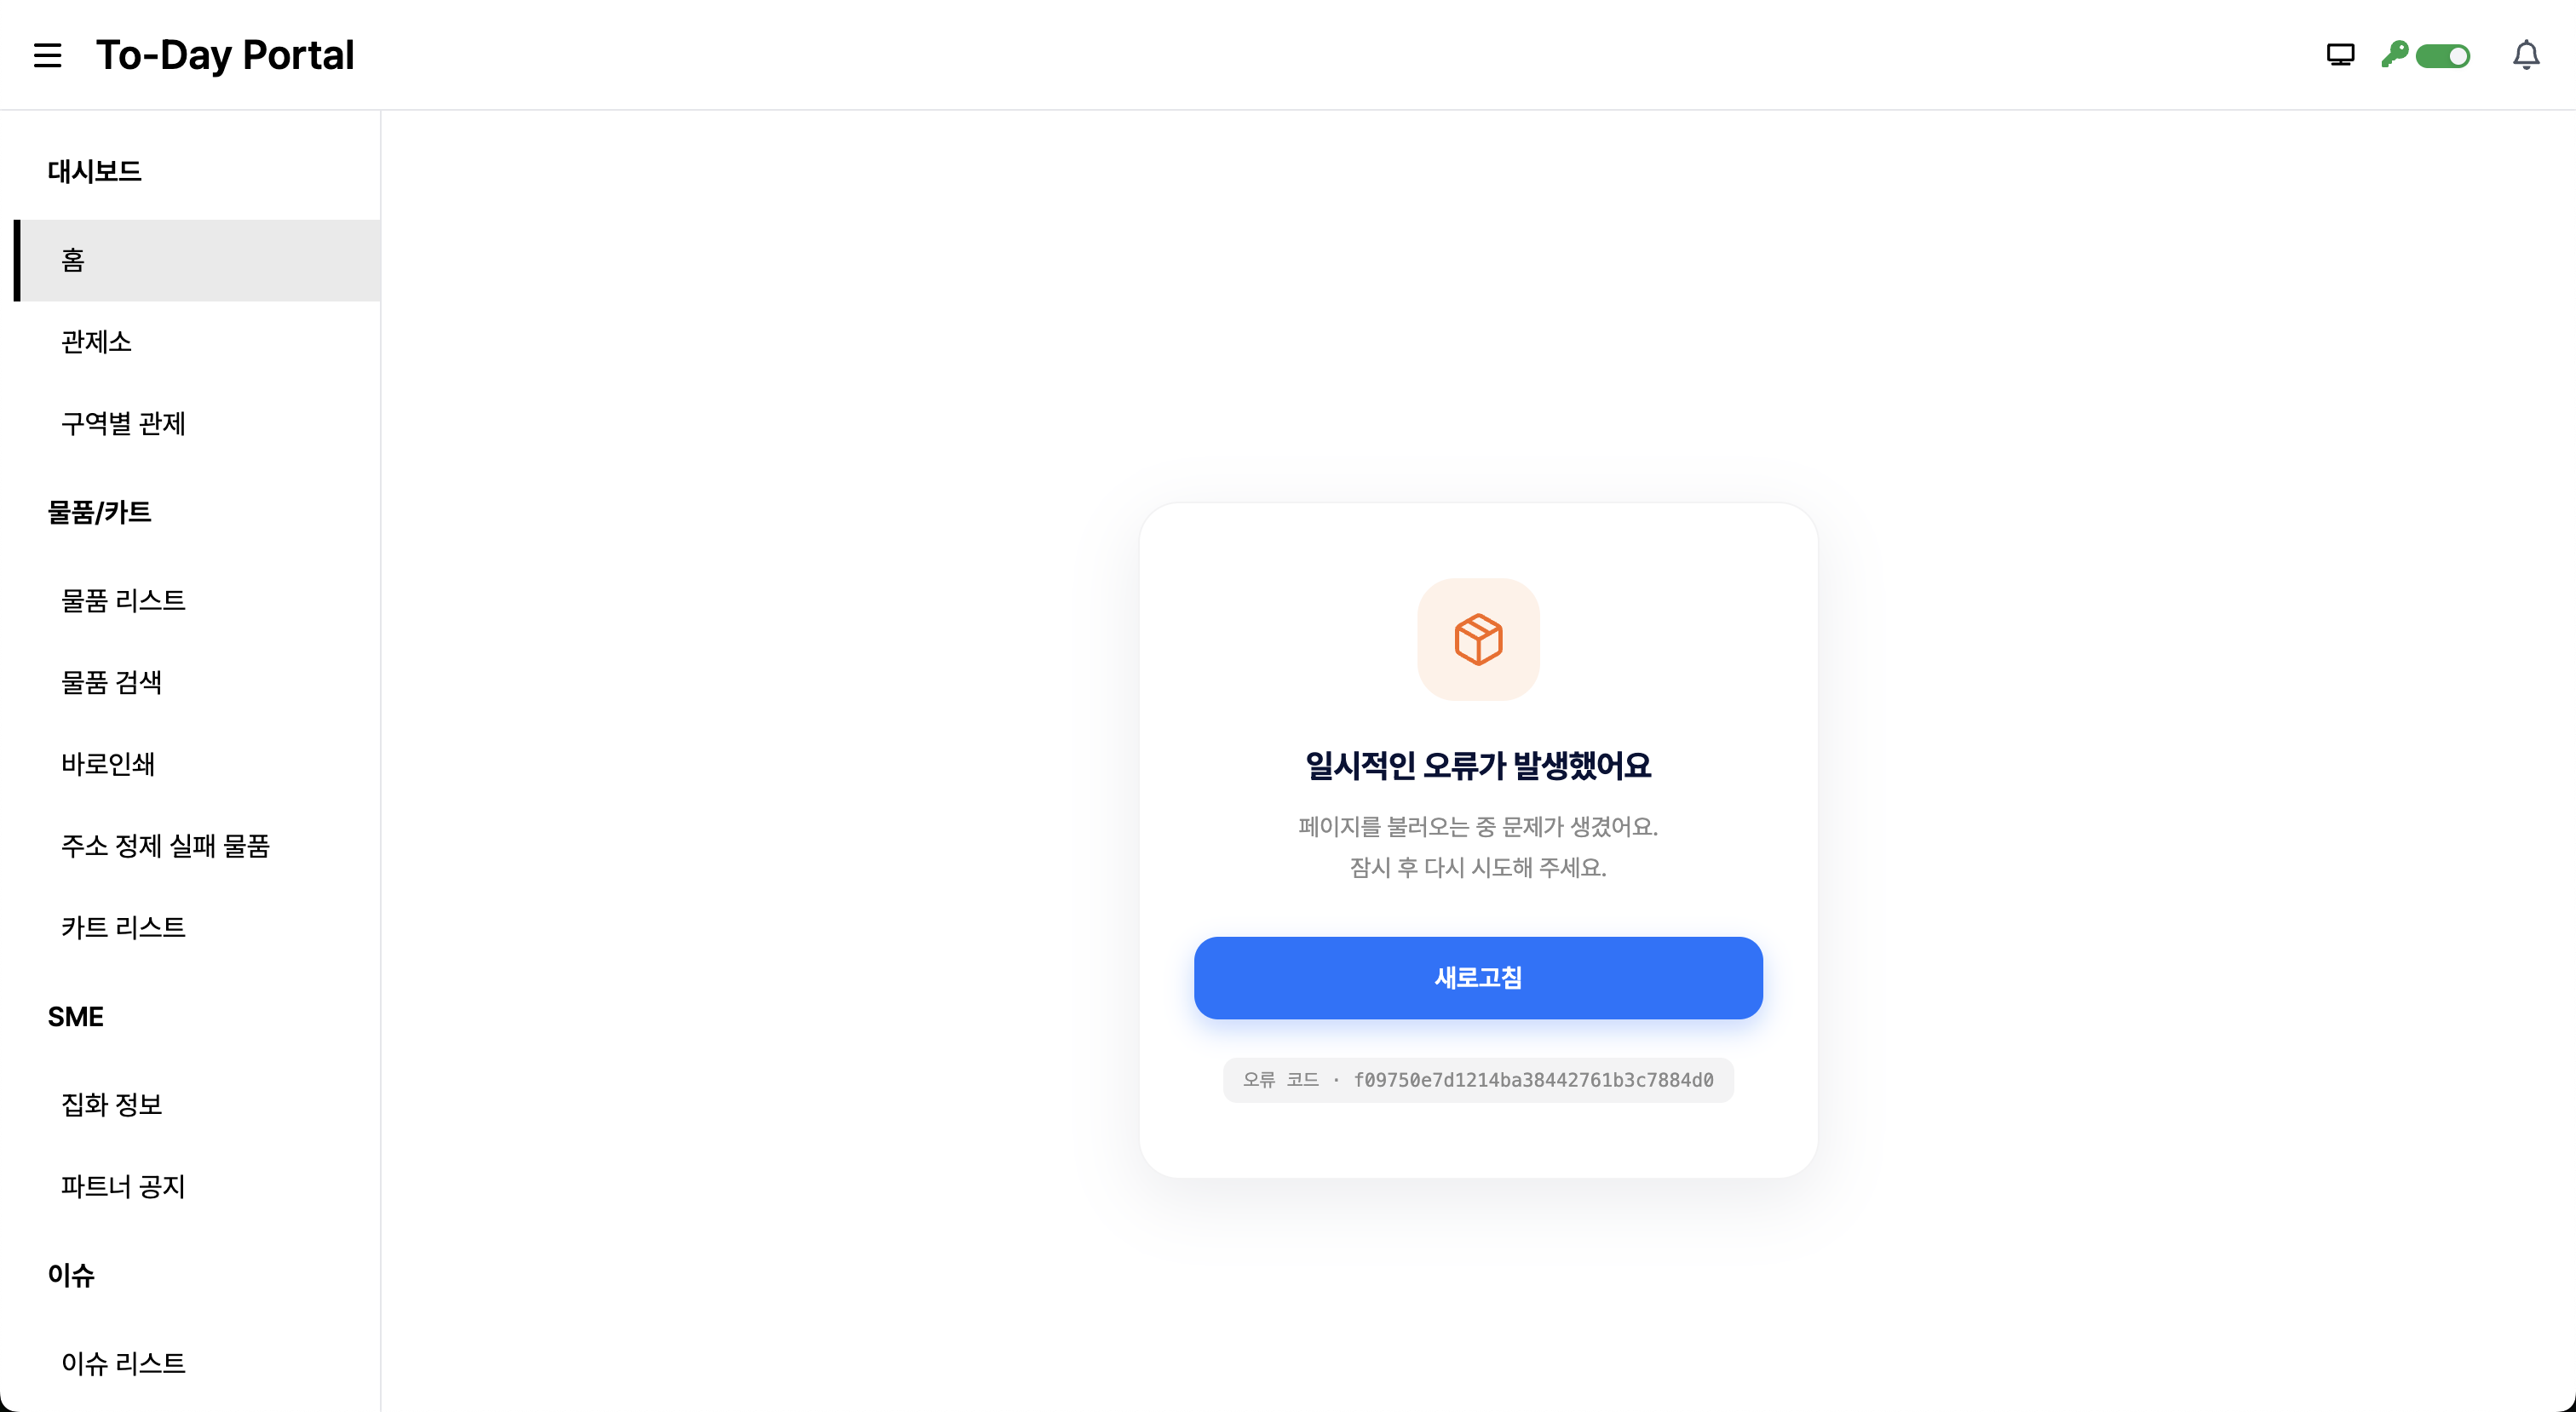 To-Day Portal
대시보드
홈
관제소
구역별 관제
물품/카트
물품 리스트
물품 검색
바로인쇄
주소 정제 실패 물품
카트 리스트
SME
집화 정보
파트너 공지
이슈
이슈 리스트
일시적인 오류가 발생했어요
페이지를 불러오는 중 문제가 생겼어요.
잠시 후 다시 시도해 주세요.
새로고침
오류 코드 · f09750e7d1214ba38442761b3c7884d0